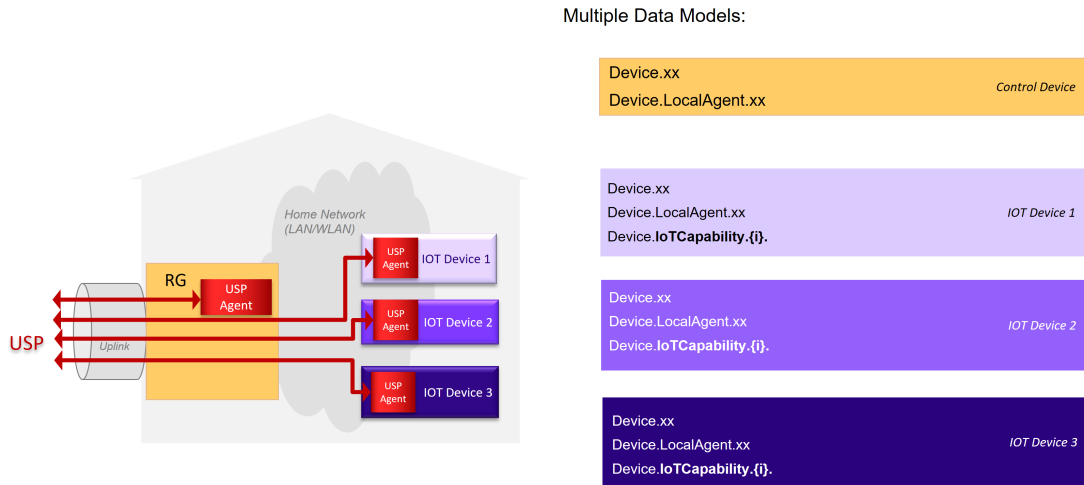 Multiple Data Models:
Device.xx
Device.LocalAgent.xx
Control Device
Device.xx
Device.LocalAgent.xx
Device.IoTCapability.{i}.
IOT Device 1
Device.xx
Device.LocalAgent.xx
Device.IoTCapability.{i}.
IOT Device 2
Device.xx
Device.LocalAgent.xx
Device.IoTCapability.{i}.
IOT Device 3
Home Network
(LAN/WLAN)
USP
Agent
IOT Device 1
RG
USP
Agent
USP
Agent
IOT Device 2
USP
Uplink
USP
Agent
IOT Device 3